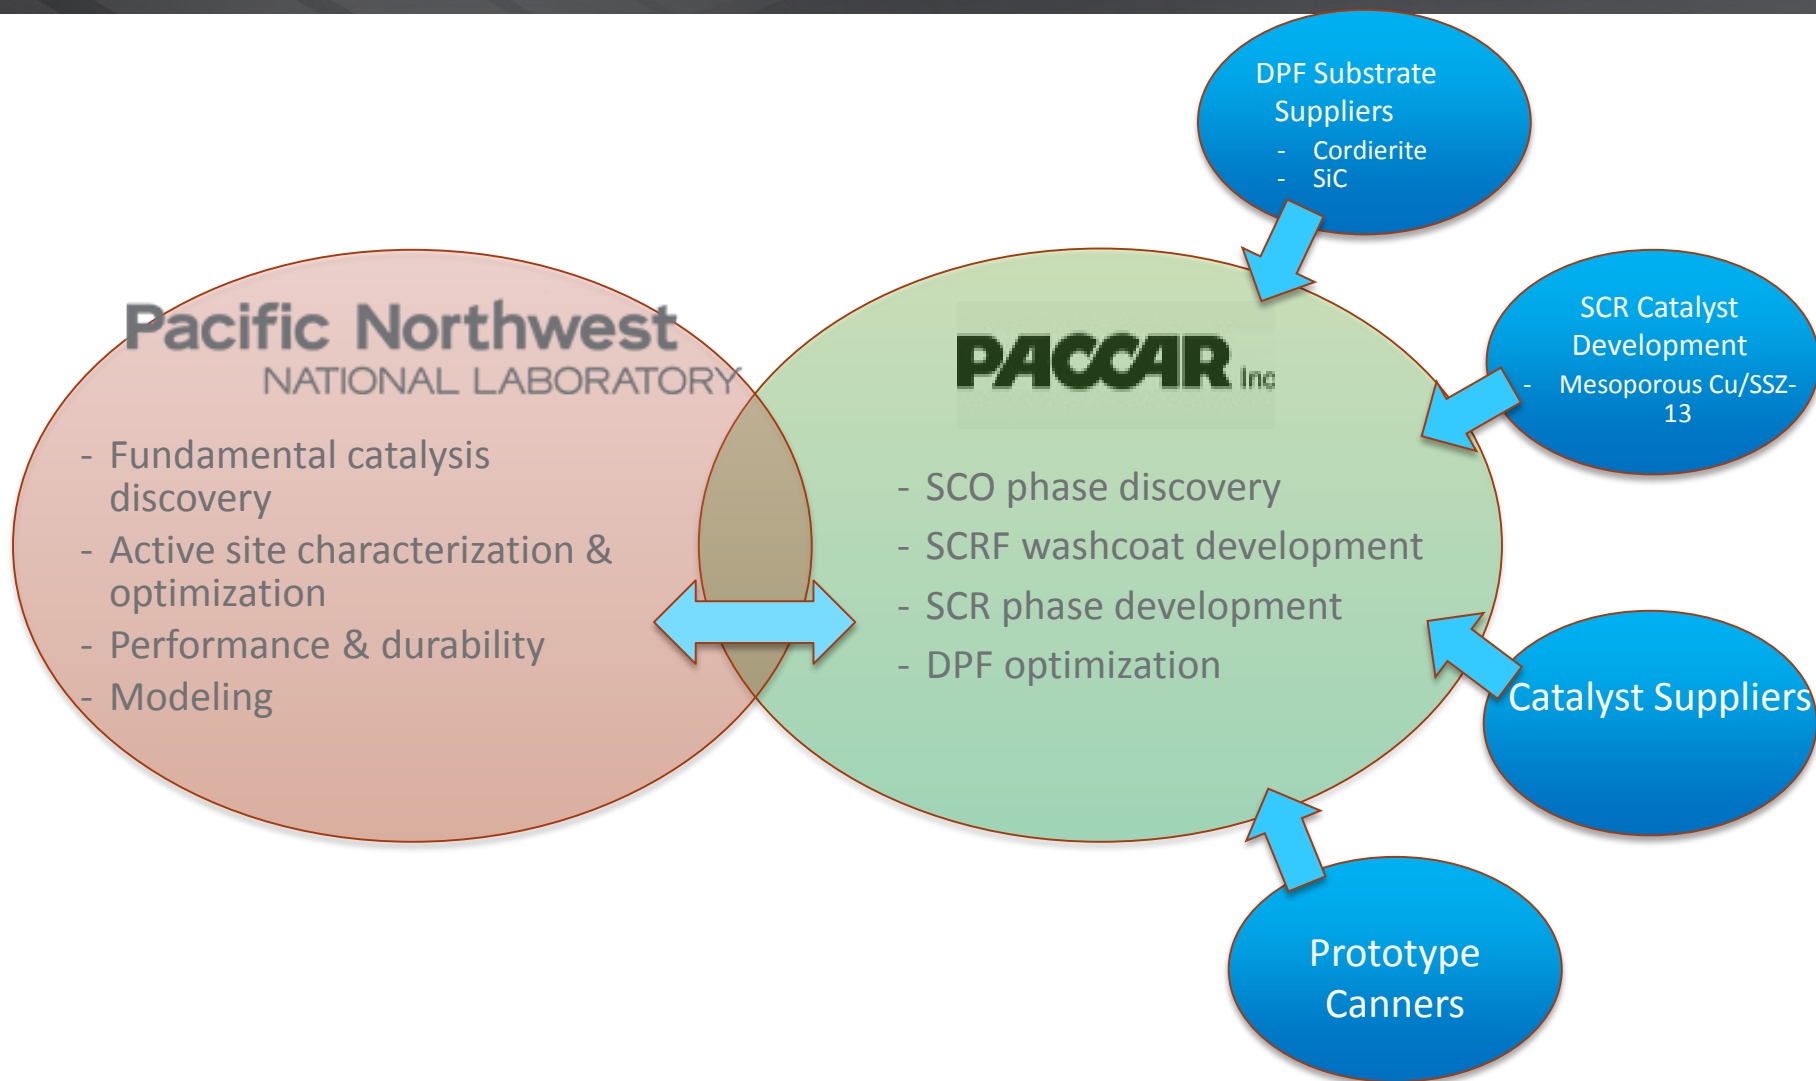 Pacific Northwest
NATIONAL LABORATORY
- Fundamental catalysis
discovery
- Active site characterization &
optimization
- Performance & durability
- Modeling
PACCAR Inc
- SCO phase discovery
- SCRF washcoat development
- SCR phase development
- DPF optimization
DPF Substrate
Suppliers
- Cordierite
- SiC
SCR Catalyst
Development
- Mesoporous Cu/SSZ-
13
Catalyst Suppliers
Prototype
Canners